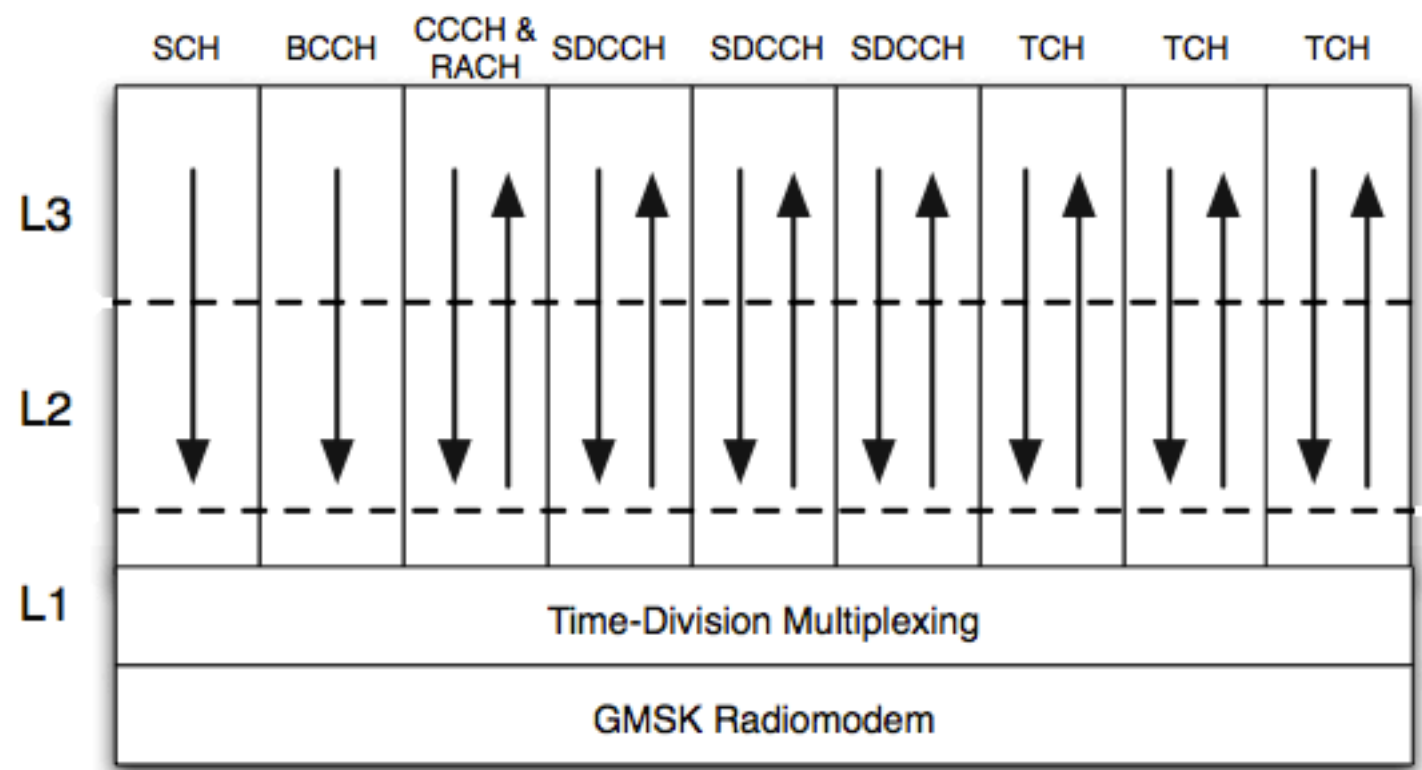 SCH
BCCH
CCCH &
RACH
SDCCH
SDCCH
SDCCH
TCH
TCH
TCH
L3
L2
L1
Time-Division Multiplexing
GMSK Radiomodem